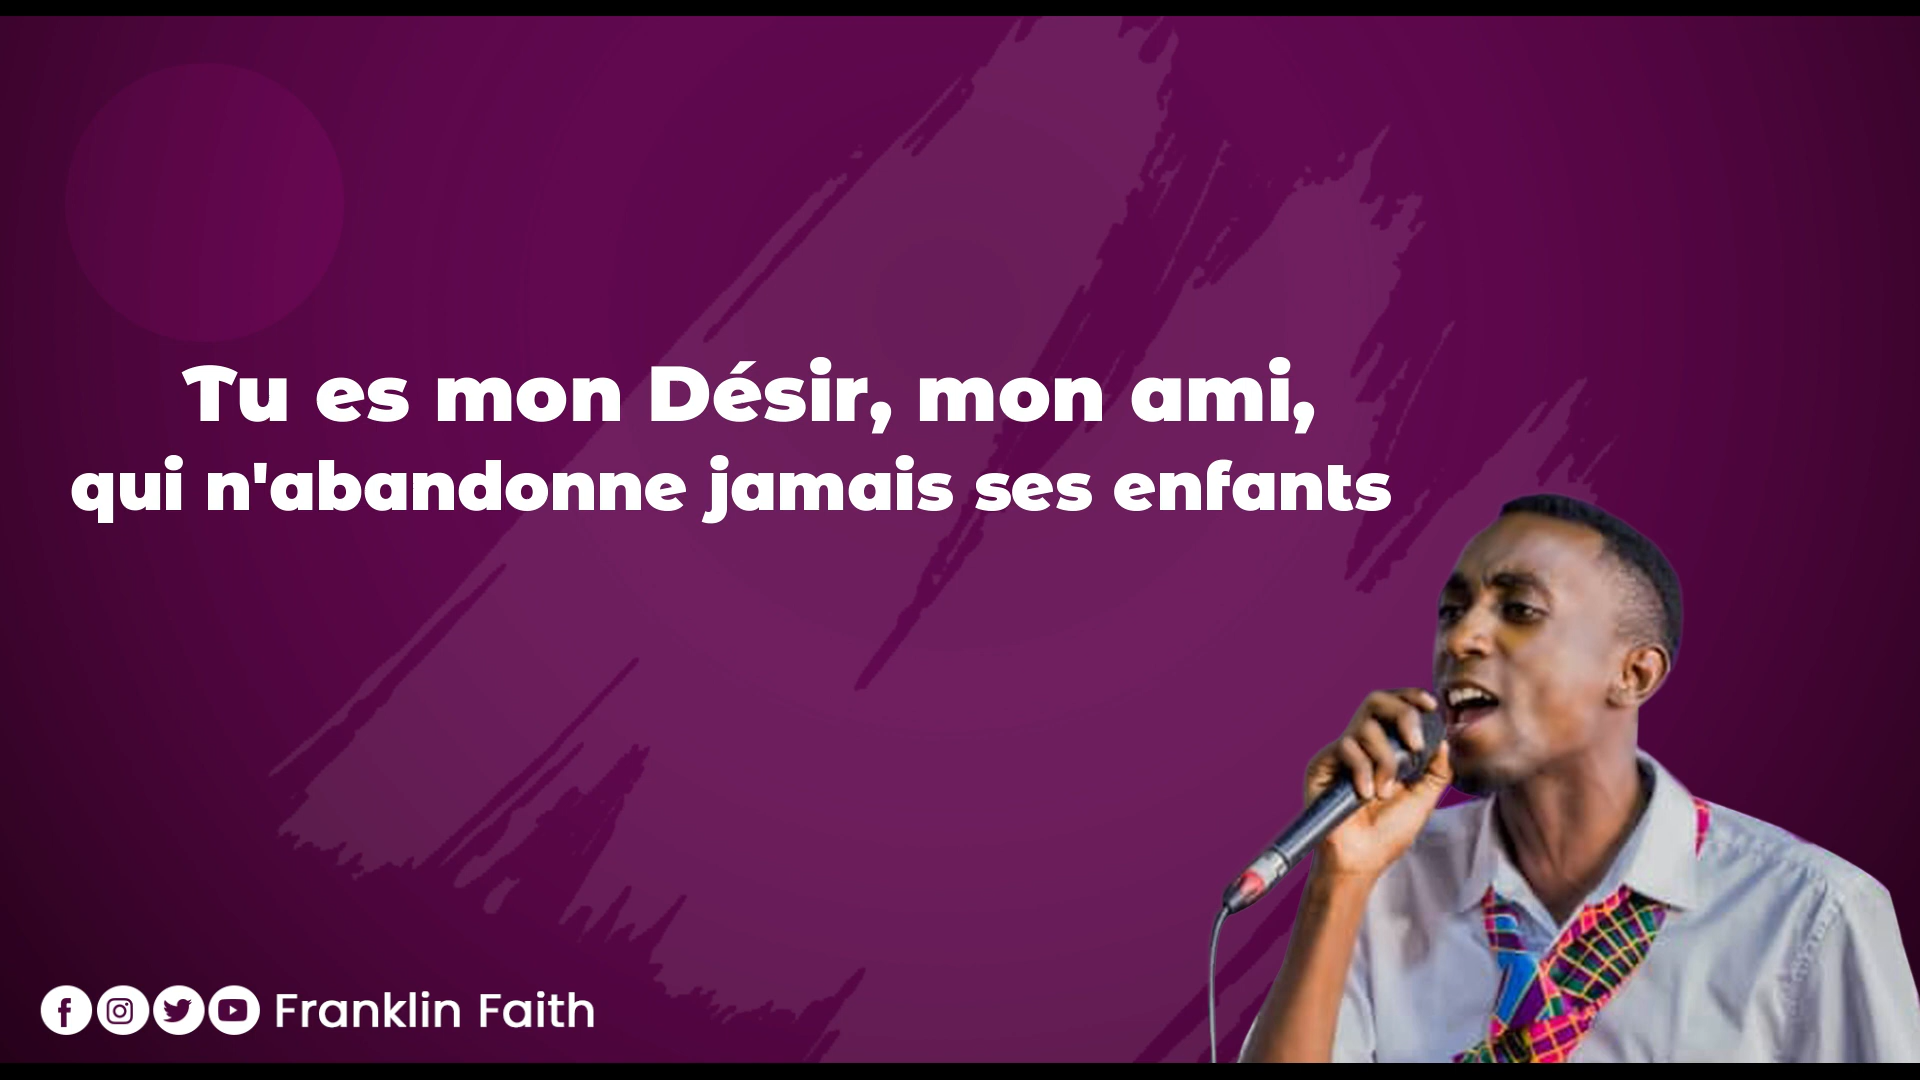 Tu es mon Désir, mon ami,
qui n'abandonne jamais ses enfants
Franklin Faith